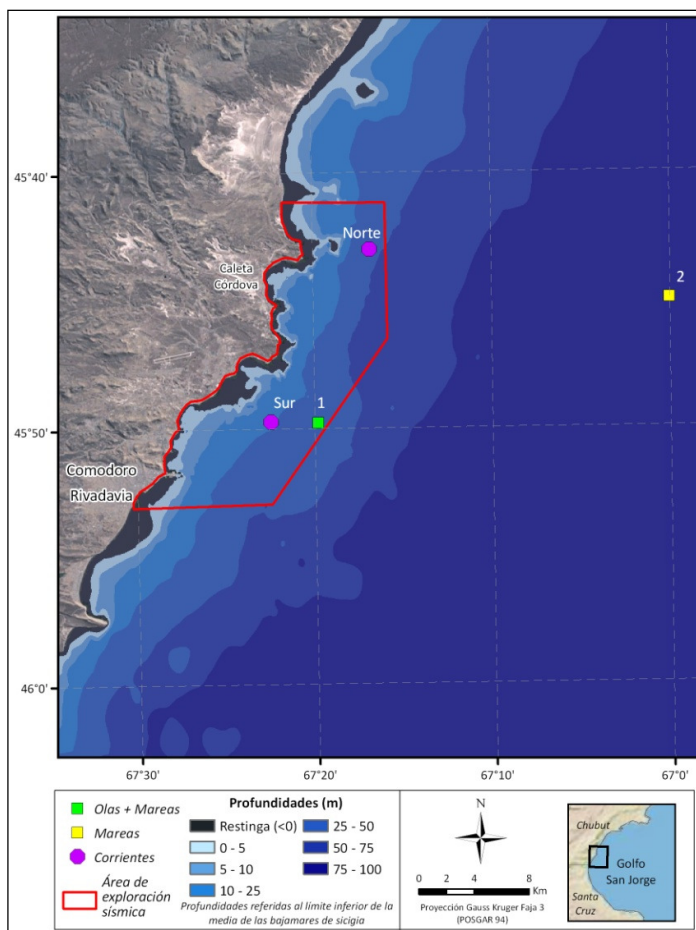 45°40'
45°50'
46°0'
67°30'
67°20'
67°10'
67°0'
Norte
Caleta
Córdova
2
Sur
1
Comodoro
Rivadavia
Olas + Mareas
Mareas
Corrientes
Área de
exploración
sísmica
Profundidades (m)
Restinga (<0)
0 - 5
5 - 10
10 - 25
25 - 50
50 - 75
75 - 100
Profundidades referidas al límite inferior de la
media de las bajamares de sicigia
N
0 2 4 8
Km
Proyección Gauss Kruger Faja 3
(POSGAR 94)
Chubut
Golfo
San Jorge
Santa
Cruz